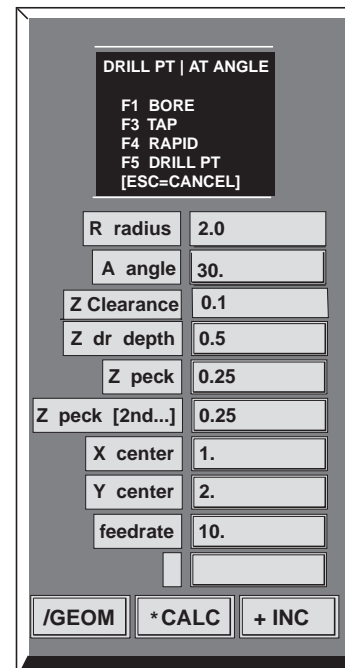 DRILL PT | AT ANGLE
F1 BORE
F3 TAP
F4 RAPID
F5 DRILL PT
[ESC=CANCEL]
R radius 2.0
A angle 30.
Z Clearance 0.1
Z dr depth 0.5
Z peck 0.25
Z peck [2nd...] 0.25
X center 1.
Y center 2.
feedrate 10.
/GEOM *CALC + INC